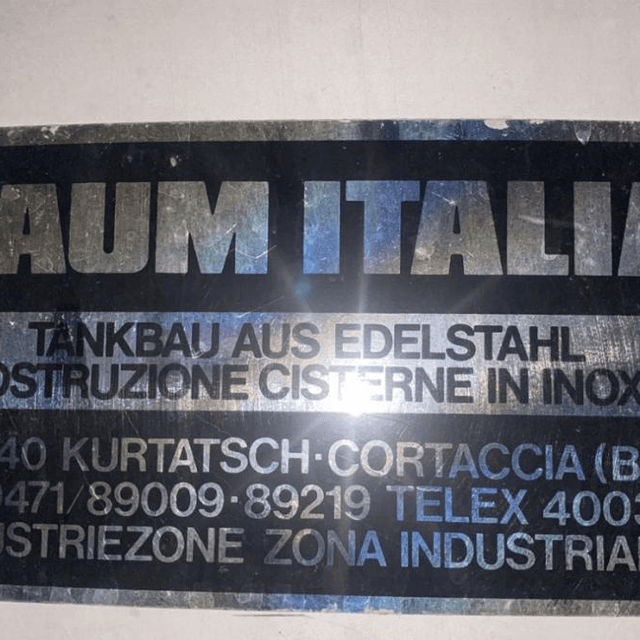 AUM ITALIA
TANKBAU AUS EDELSTAHL
OSTRUZIONE CISTERNE IN INOX
40 KURTATSCH·CORTACCIA (B
0471/89009·89219 TELEX 4003
USTRIEZONE ZONA INDUSTRIAL